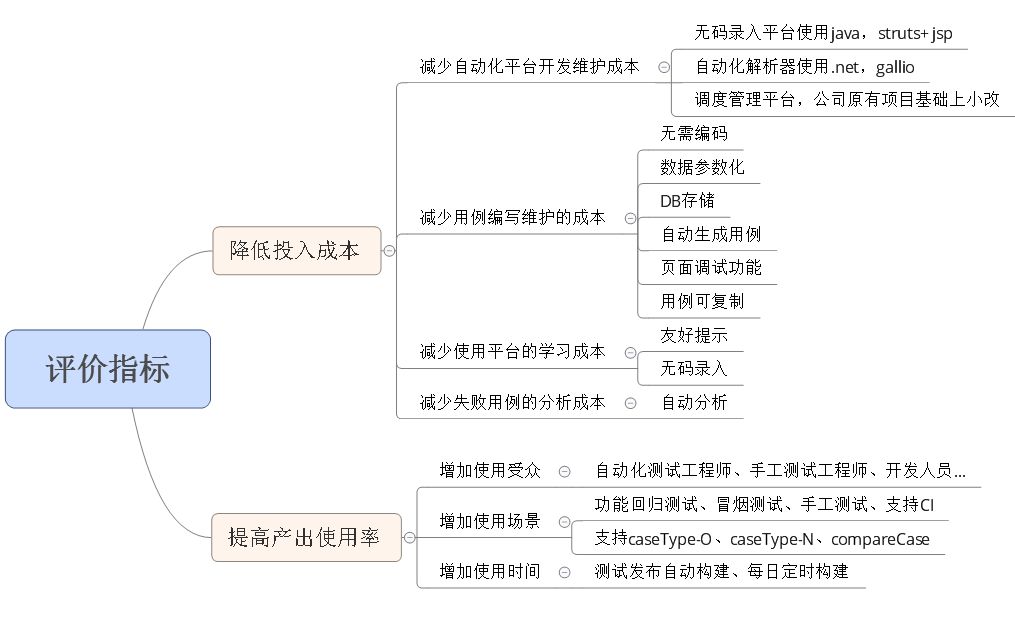 评价指标
降低投入成本
减少自动化平台开发维护成本
无码录入平台使用java，struts+jsp
自动化解析器使用.net，gallio
调度管理平台，公司原有项目基础上小改
减少用例编写维护的成本
无需编码
数据参数化
DB存储
自动生成用例
页面调试功能
用例可复制
减少使用平台的学习成本
友好提示
无码录入
减少失败用例的分析成本
自动分析
提高产出使用率
增加使用受众
自动化测试工程师、手工测试工程师、开发人员...
增加使用场景
功能回归测试、冒烟测试、手工测试、支持CI
支持caseType-O、caseType-N、compareCase
增加使用时间
测试发布自动构建、每日定时构建